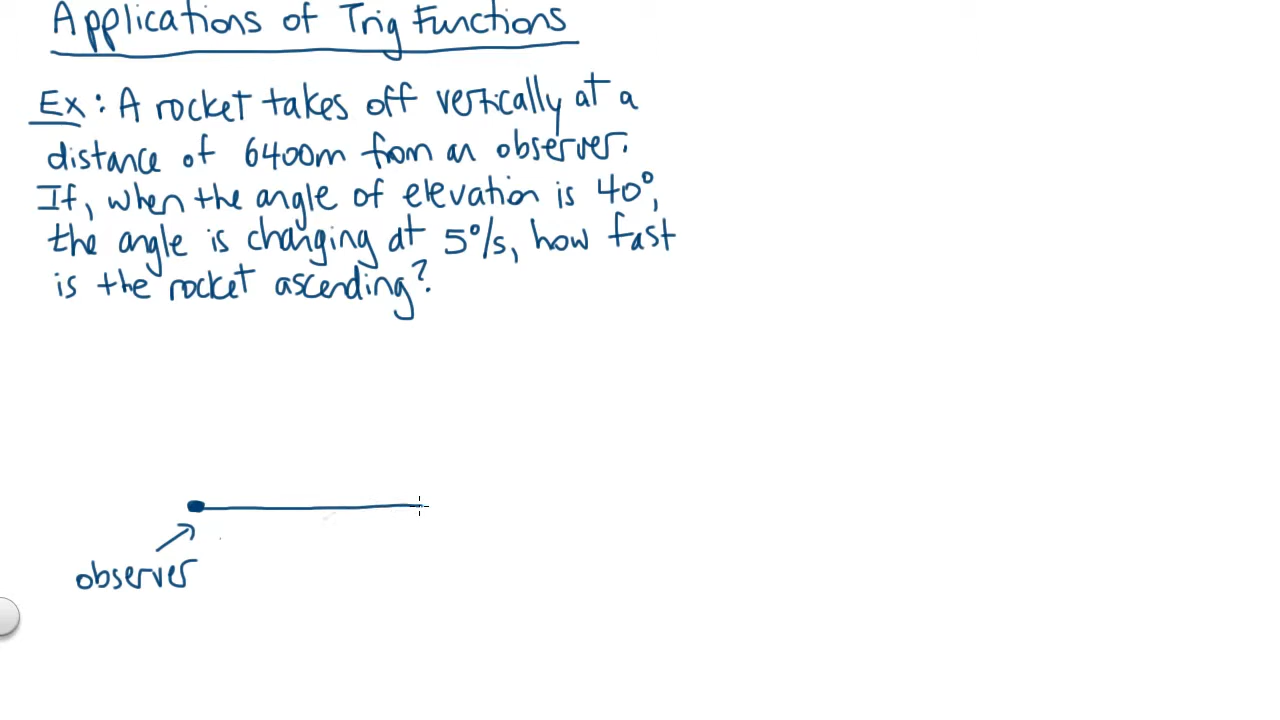 Applications of Trig Functions
Ex: A rocket takes off vertically at a
distance of 6400m from an observer.
If, when the angle of elevation is 40°,
the angle is changing at 5°/s, how fast
is the rocket ascending?
observer